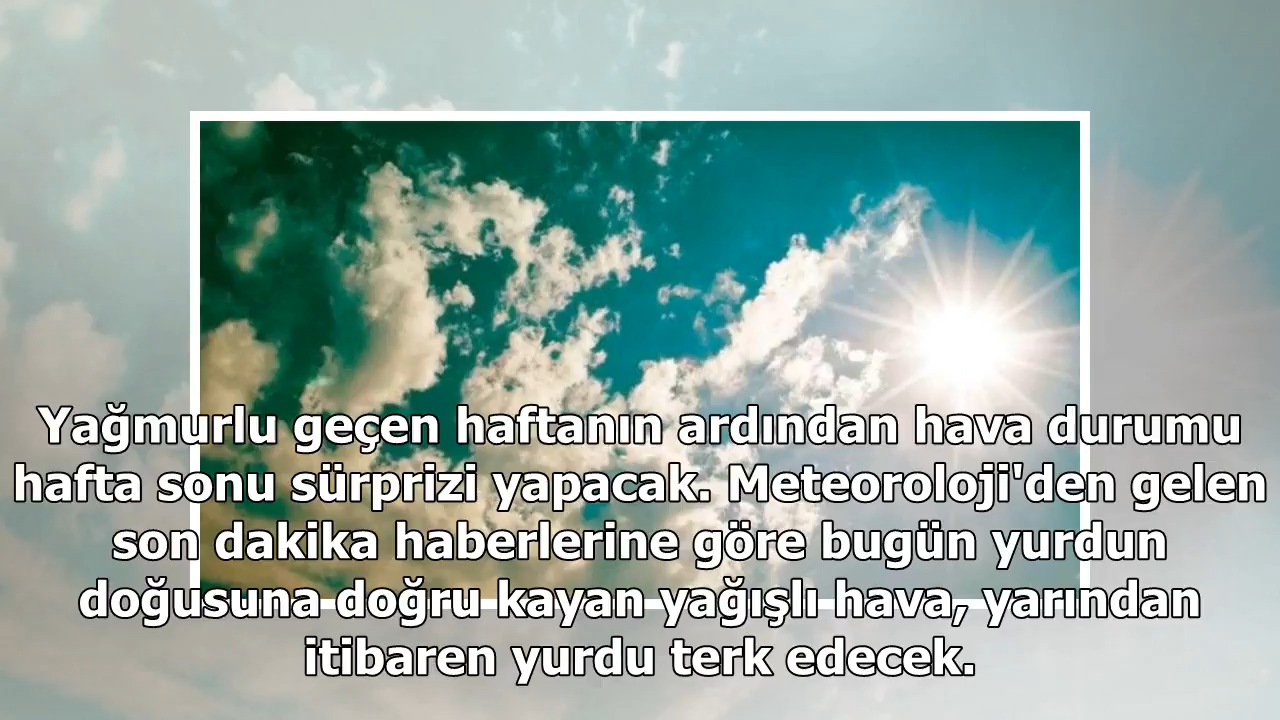 Yağmurlu geçen haftanın ardından hava durumu
hafta sonu sürprizi yapacak. Meteoroloji'den gelen
son dakika haberlerine göre bugün yurdun
doğusuna doğru kayan yağışlı hava, yarından
itibaren yurdu terk edecek.